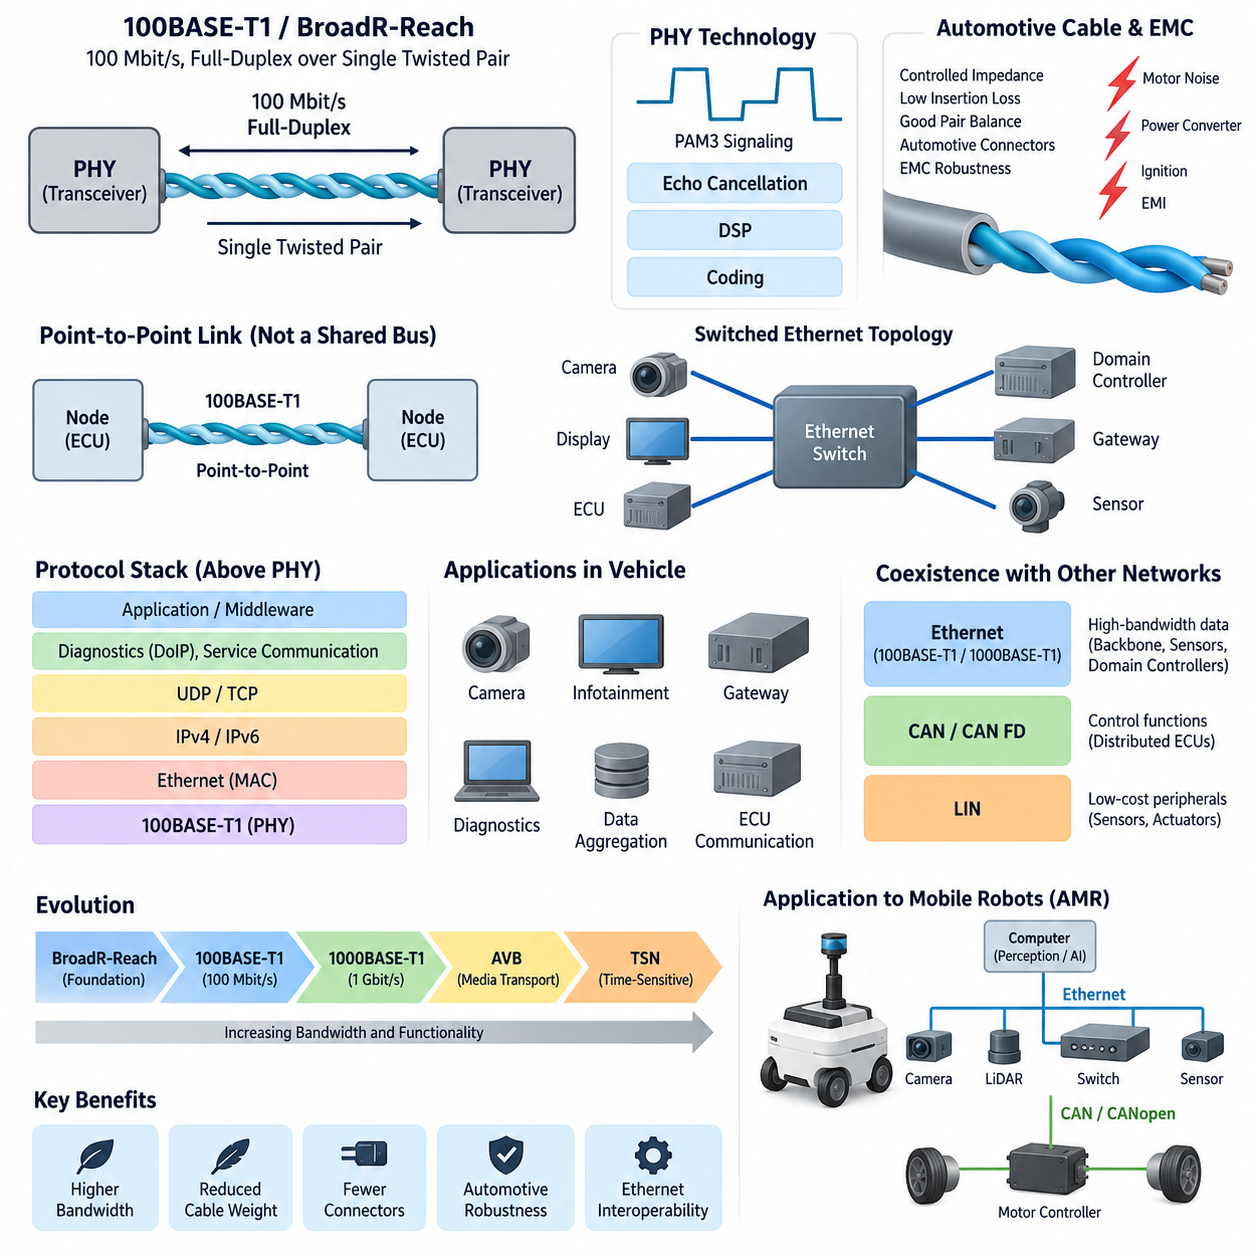 100BASE-T1 / BroadR-Reach
100 Mbit/s, Full-Duplex over Single Twisted Pair
100 Mbit/s
Full-Duplex
PHY
(Transceiver)
PHY
(Transceiver)
Single Twisted Pair
PHY Technology
PAM3 Signaling
Echo Cancellation
DSP
Coding
Automotive Cable & EMC
Controlled Impedance
Low Insertion Loss
Good Pair Balance
Automotive Connectors
EMC Robustness
Motor Noise
Power Converter
Ignition
EMI
Point-to-Point Link (Not a Shared Bus)
Node
(ECU)
100BASE-T1
Point-to-Point
Node
(ECU)
Switched Ethernet Topology
Camera
Display
ECU
Ethernet
Switch
Domain
Controller
Gateway
Sensor
Protocol Stack (Above PHY)
Application / Middleware
Diagnostics (DoIP), Service Communication
UDP / TCP
IPv4 / IPv6
Ethernet (MAC)
100BASE-T1 (PHY)
Applications in Vehicle
Camera
Infotainment
Gateway
Diagnostics
Data
Aggregation
ECU
Communication
Coexistence with Other Networks
Ethernet
(100BASE-T1 / 1000BASE-T1)
High-bandwidth data
(Backbone, Sensors,
Domain Controllers)
CAN / CAN FD
Control functions
(Distributed ECUs)
LIN
Low-cost peripherals
(Sensors, Actuators)
Evolution
BroadR-Reach
(Foundation)
100BASE-T1
(100 Mbit/s)
1000BASE-T1
(1 Gbit/s)
AVB
(Media Transport)
TSN
(Time-Sensitive)
Increasing Bandwidth and Functionality
Key Benefits
Higher
Bandwidth
Reduced
Cable Weight
Fewer
Connectors
Automotive
Robustness
Ethernet
Interoperability
Application to Mobile Robots (AMR)
Computer
(Perception / AI)
Ethernet
Camera
LiDAR
Switch
Sensor
CAN / CANopen
Motor Controller